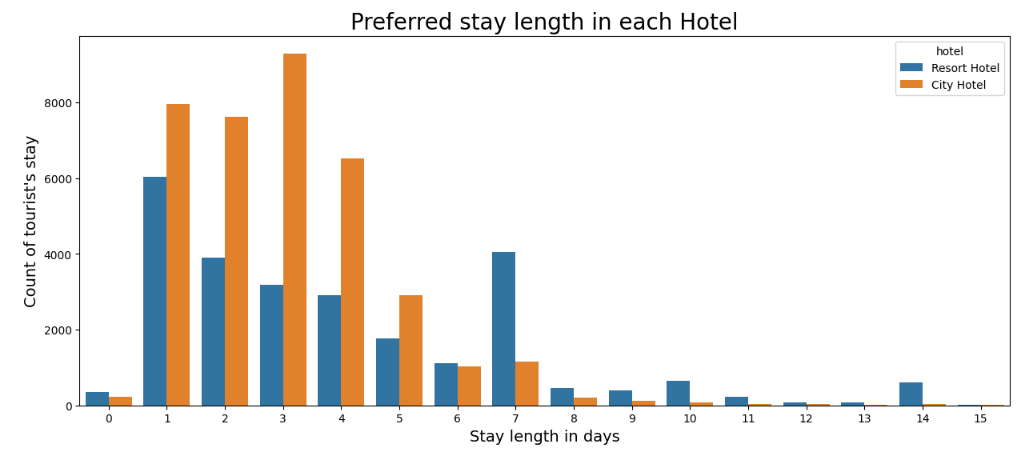 Preferred stay length in each Hotel
hotel
Resort Hotel
City Hotel
Count of tourist's stay
8000
6000
4000
2000
0
0 1 2 3 4 5 6 7 8 9 10 11 12 13 14 15
Stay length in days